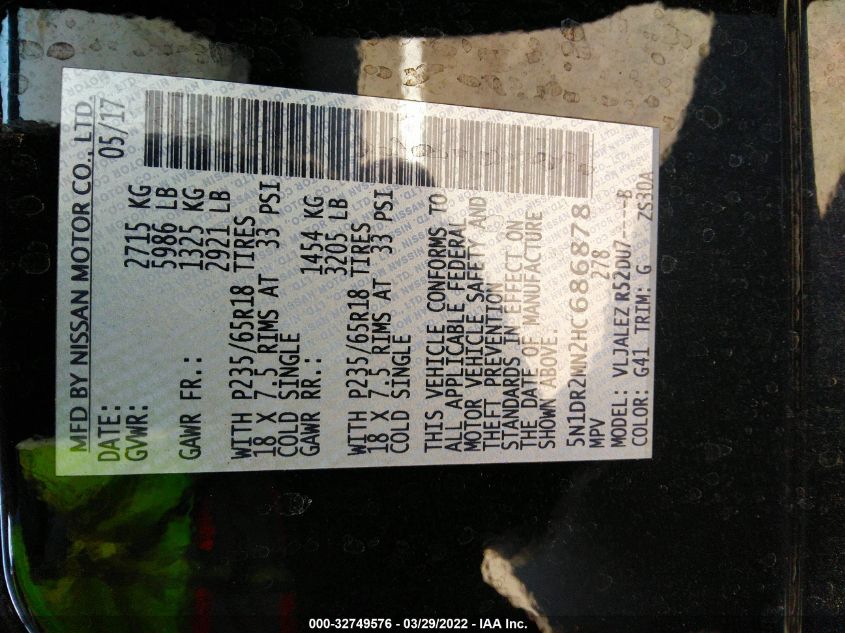 MFD BY NISSAN MOTOR CO., LTD
DATE: 05/17
GVWR: 2715 KG
5986 LB
GAWR FR.: 1325 KG
2921 LB
WITH P235/65R18 TIRES
18 X 7.5 RIMS AT 33 PSI
COLD SINGLE
GAWR RR.: 1454 KG
3205 LB
WITH P235/65R18 TIRES
18 X 7.5 RIMS AT 33 PSI
COLD SINGLE
THIS VEHICLE CONFORMS TO
ALL APPLICABLE FEDERAL
MOTOR VEHICLE SAFETY AND
THEFT PREVENTION
STANDARDS IN EFFECT ON
THE DATE OF MANUFACTURE
SHOWN ABOVE.
5N1DR2MN2HC686878
MPV 278
MODEL: VLJALEZ R52DU7-----B
COLOR: G41 TRIM: G ZS30A
000-32749576 - 03/29/2022 - IAA Inc.